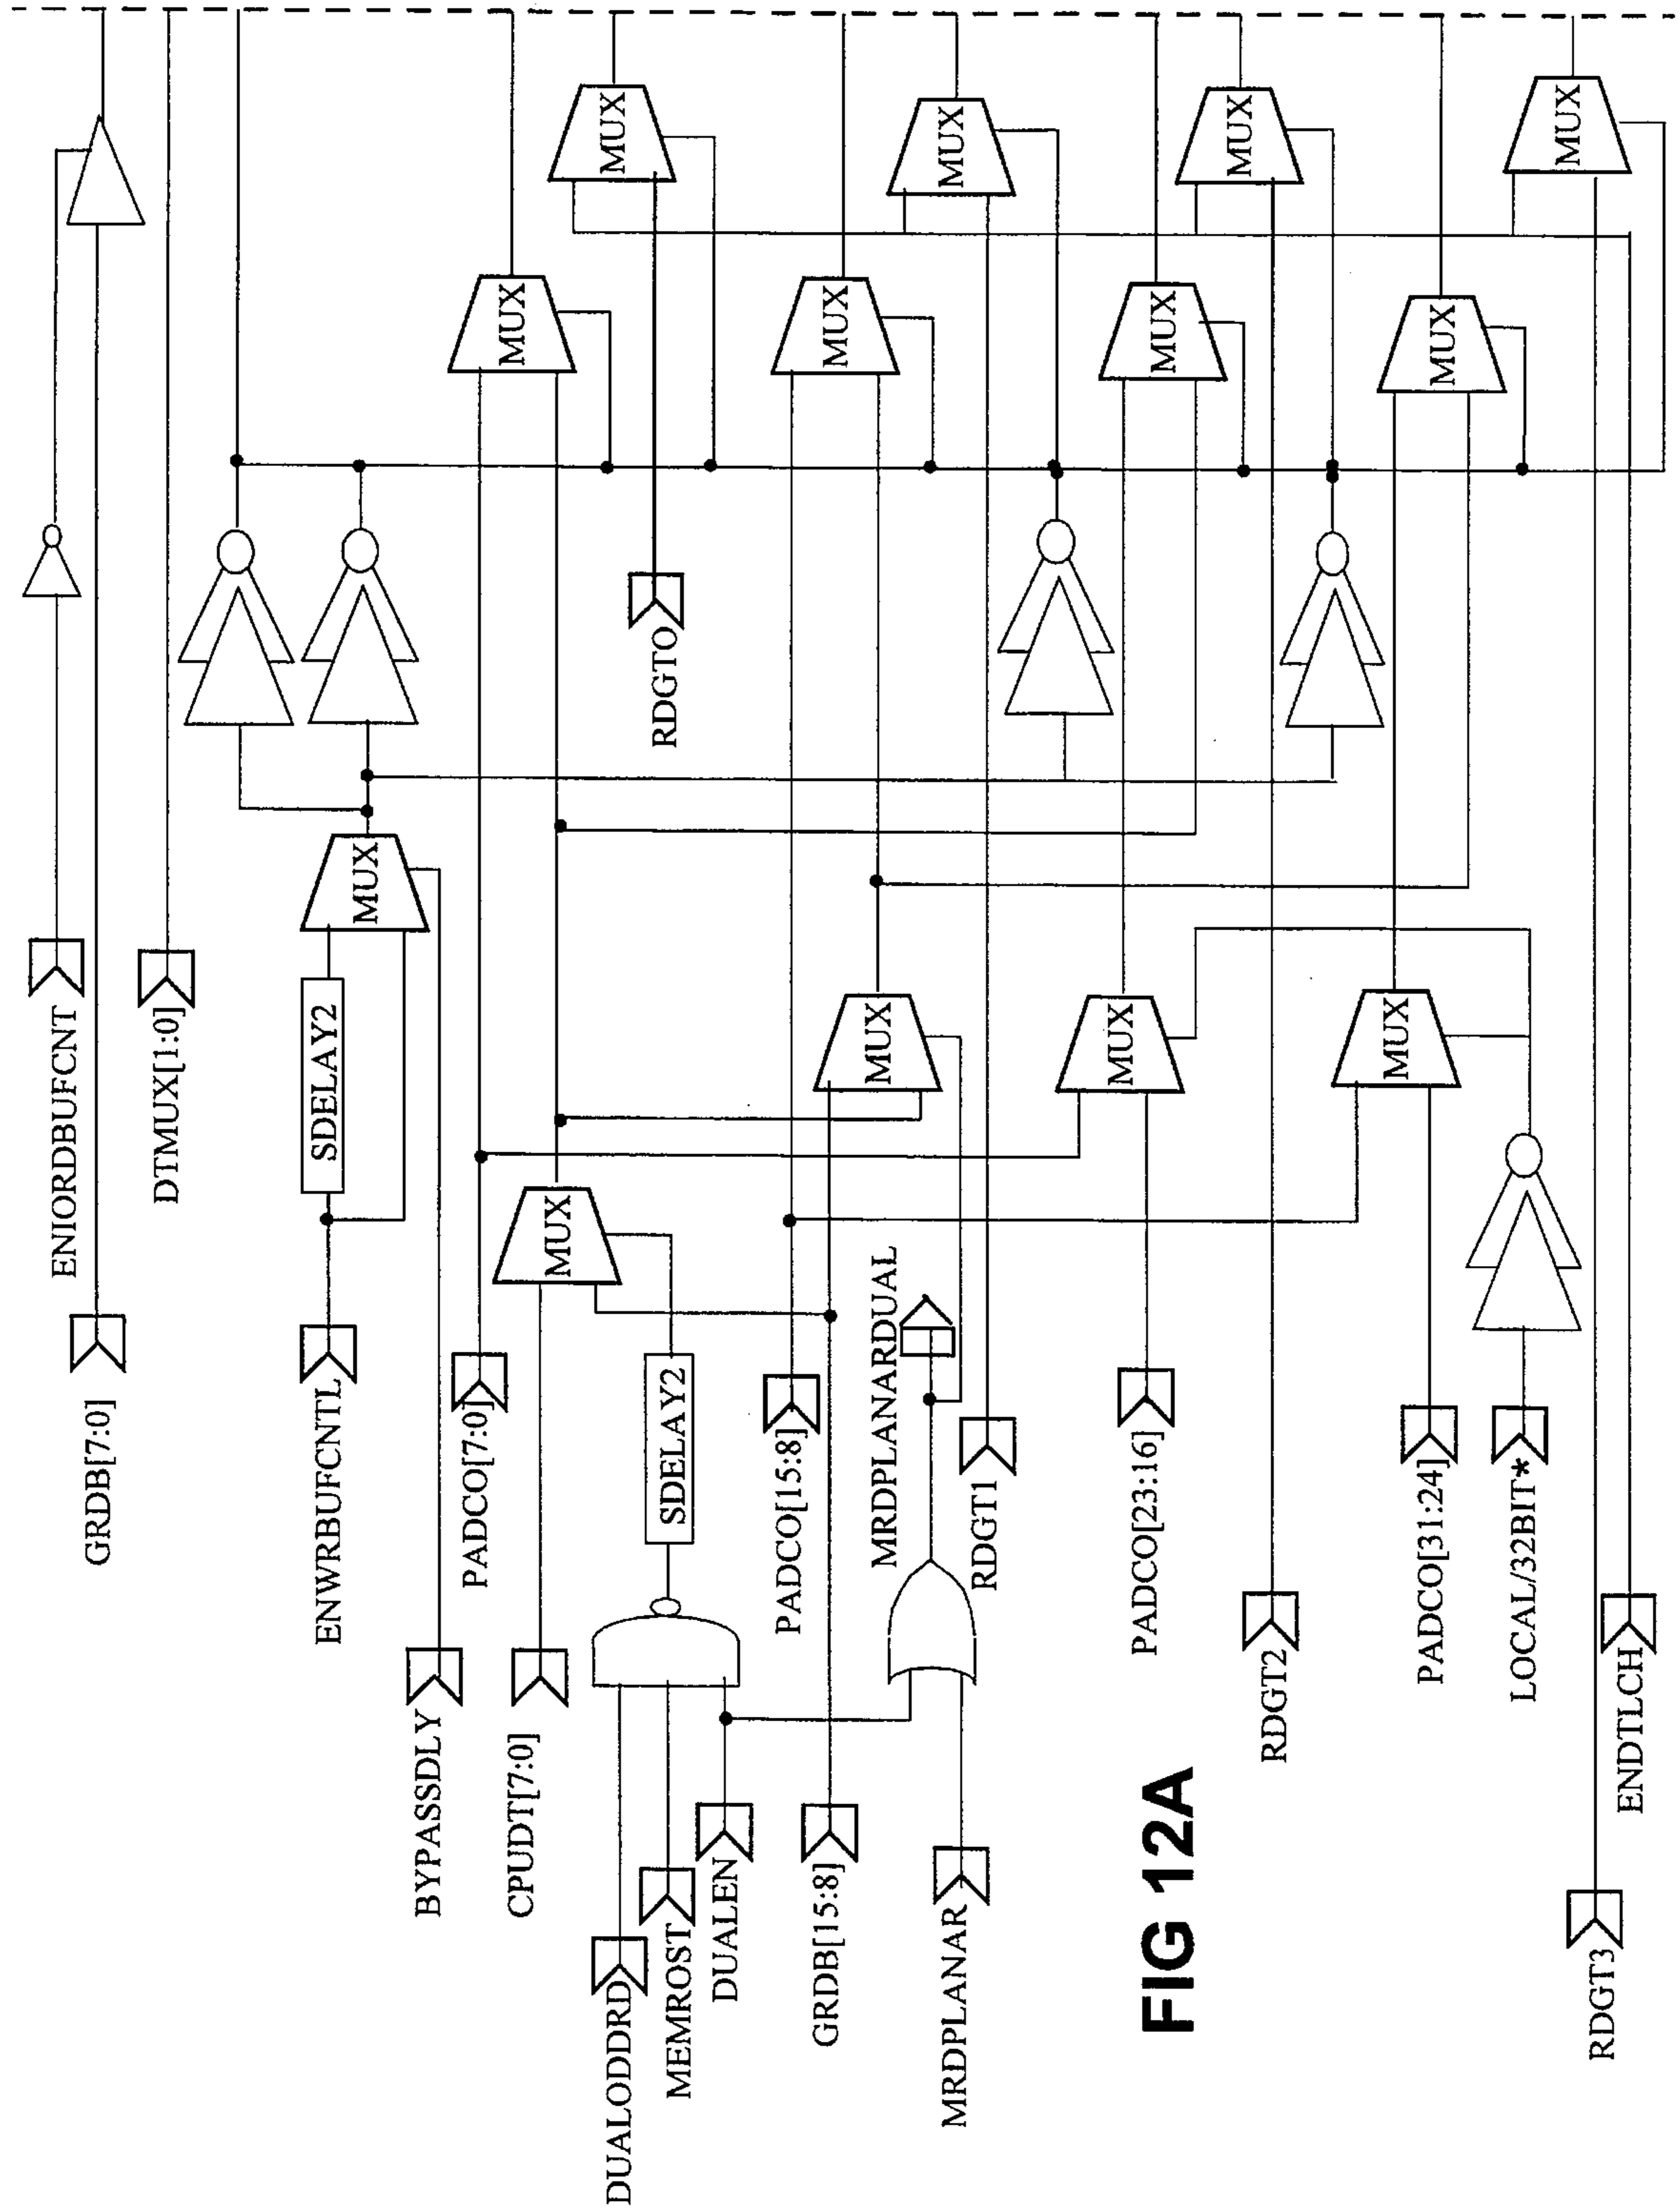 ENIORDBUFCNT
GRDB[7:0]
DTMUX[1:0]
SDELAY2
MUX
ENWRBUFCNTL
BYPASSDLY
PADCO[7:0]
CPUDT[7:0]
MUX
MUX
MUX
RDGTO
DUALODDRD
MEMROST
DUALEN
SDELAY2
PADCO[15:8]
GRDB[15:8]
MUX
MUX
MRDPLANARDUAL
MRDPLANAR
RDGT1
MUX
PADCO[23:16]
MUX
MUX
RDGT2
MUX
PADCO[31:24]
MUX
MUX
LOCAL/32BIT*
RDGT3
MUX
ENDTLCH
FIG 12A